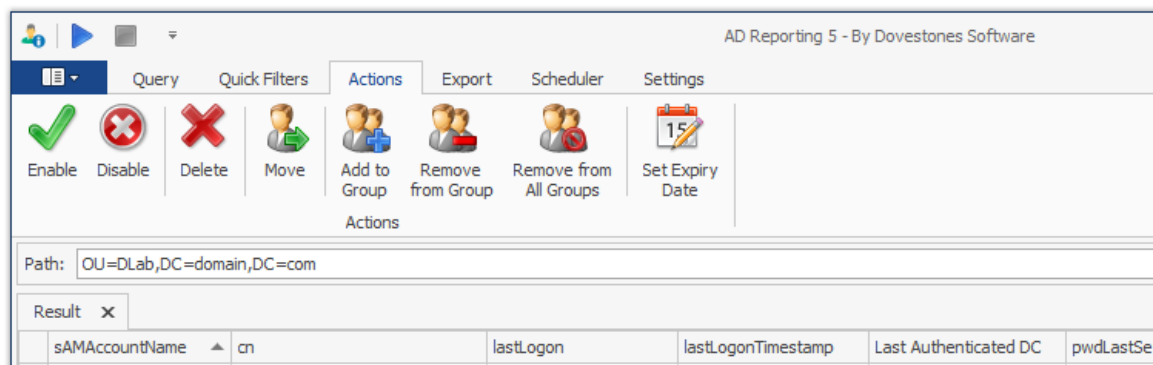 AD Reporting 5 - By Dovestones Software
Query Quick Filters Actions Export Scheduler Settings
Enable Disable Delete Move Add to Group Remove from Group Remove from All Groups 15 Set Expiry Date
Actions
Path: OU=DLab,DC=domain,DC=com
Result
sAMAccountName cn lastLogon lastLogonTimestamp Last Authenticated DC pwdLastSe